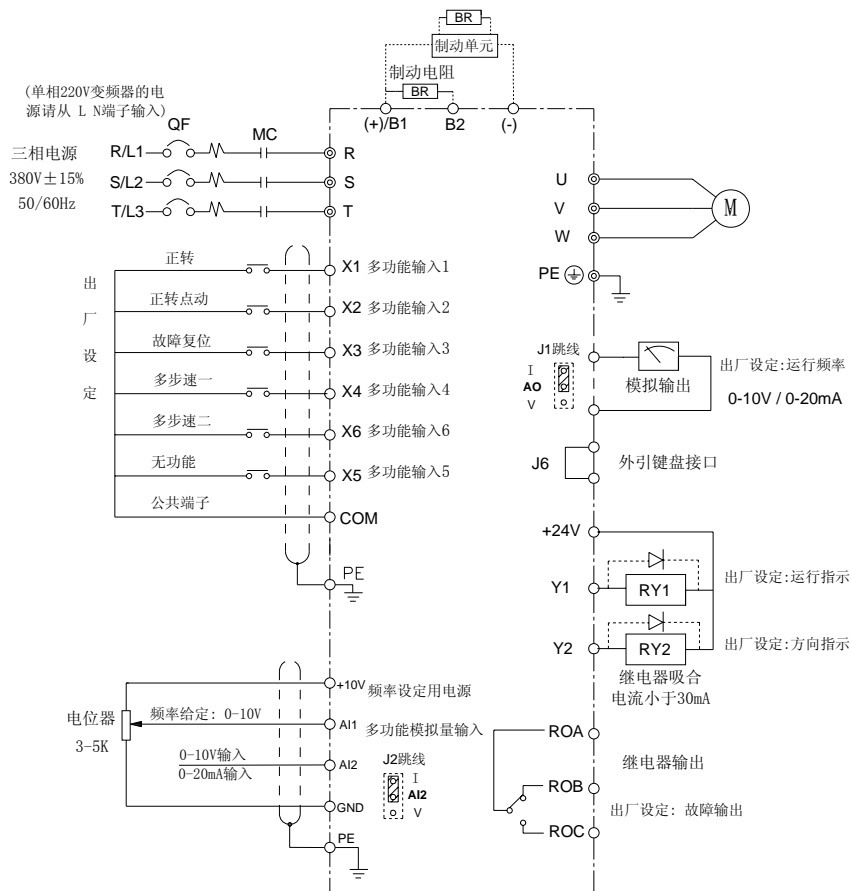 BR
制动单元
制动电阻
BR
(+)/B1
B2
(-)
(单相220V变频器的电
源请从 L N端子输入)
QF
MC
三相电源
380V±15%
50/60Hz
R/L1
R
S/L2
S
T/L3
T
U
V
W
M
PE
出
厂
设
定
正转
X1 多功能输入1
正转点动
X2 多功能输入2
故障复位
X3 多功能输入3
多步速一
X4 多功能输入4
多步速二
X6 多功能输入6
无功能
X5 多功能输入5
公共端子
COM
PE
J1跳线
I
AO
V
模拟输出
出厂设定:运行频率
0-10V / 0-20mA
J6
外引键盘接口
+24V
Y1
RY1
出厂设定:运行指示
Y2
RY2
出厂设定:方向指示
继电器吸合
电流小于30mA
+10V
频率设定用电源
电位器
3-5K
频率给定: 0-10V
AI1
多功能模拟量输入
0-10V输入
0-20mA输入
AI2
J2跳线
I
AI2
V
GND
PE
ROA
继电器输出
ROB
出厂设定: 故障输出
ROC